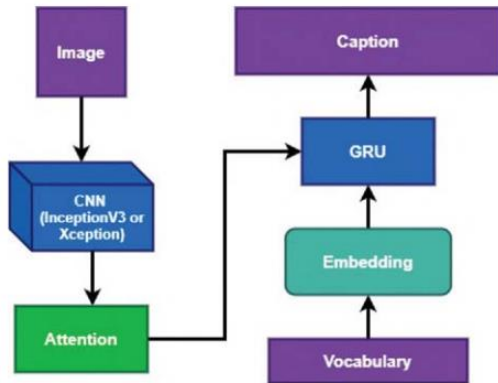 Image
Caption
CNN
(InceptionV3 or
Xception)
GRU
Attention
Embedding
Vocabulary